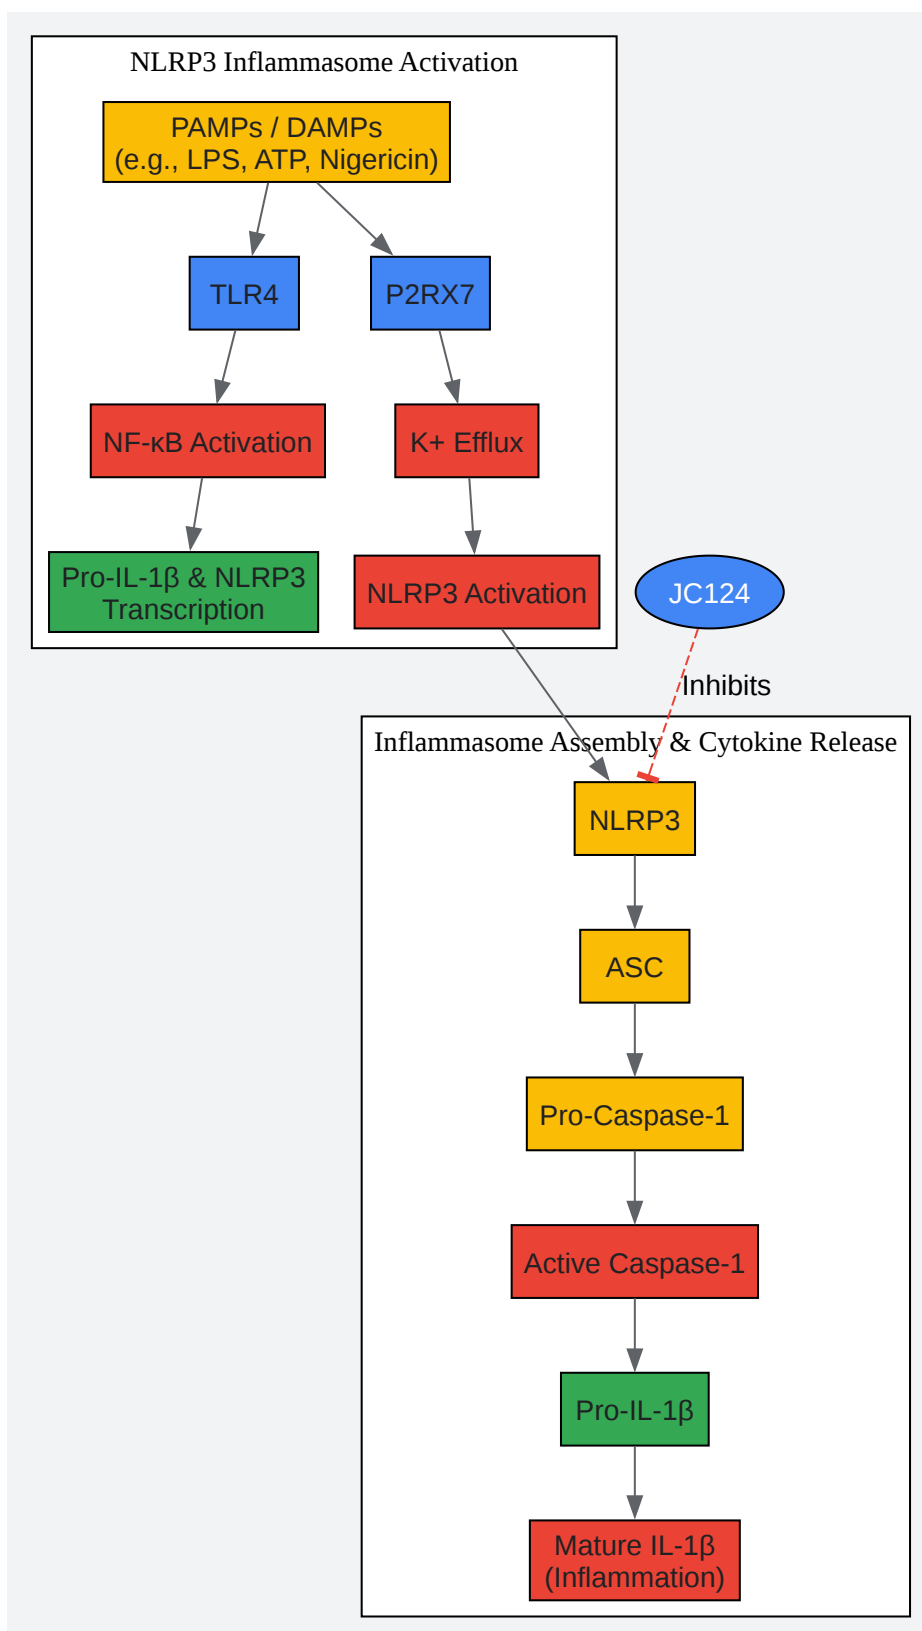 NLRP3 Inflammasome Activation
PAMPs / DAMPs
(e.g., LPS, ATP, Nigericin)
TLR4
P2RX7
NF-κB Activation
K+ Efflux
Pro-IL-1β & NLRP3
Transcription
NLRP3 Activation
JC124
Inhibits
Inflammasome Assembly & Cytokine Release
NLRP3
ASC
Pro-Caspase-1
Active Caspase-1
Pro-IL-1β
Mature IL-1β
(Inflammation)